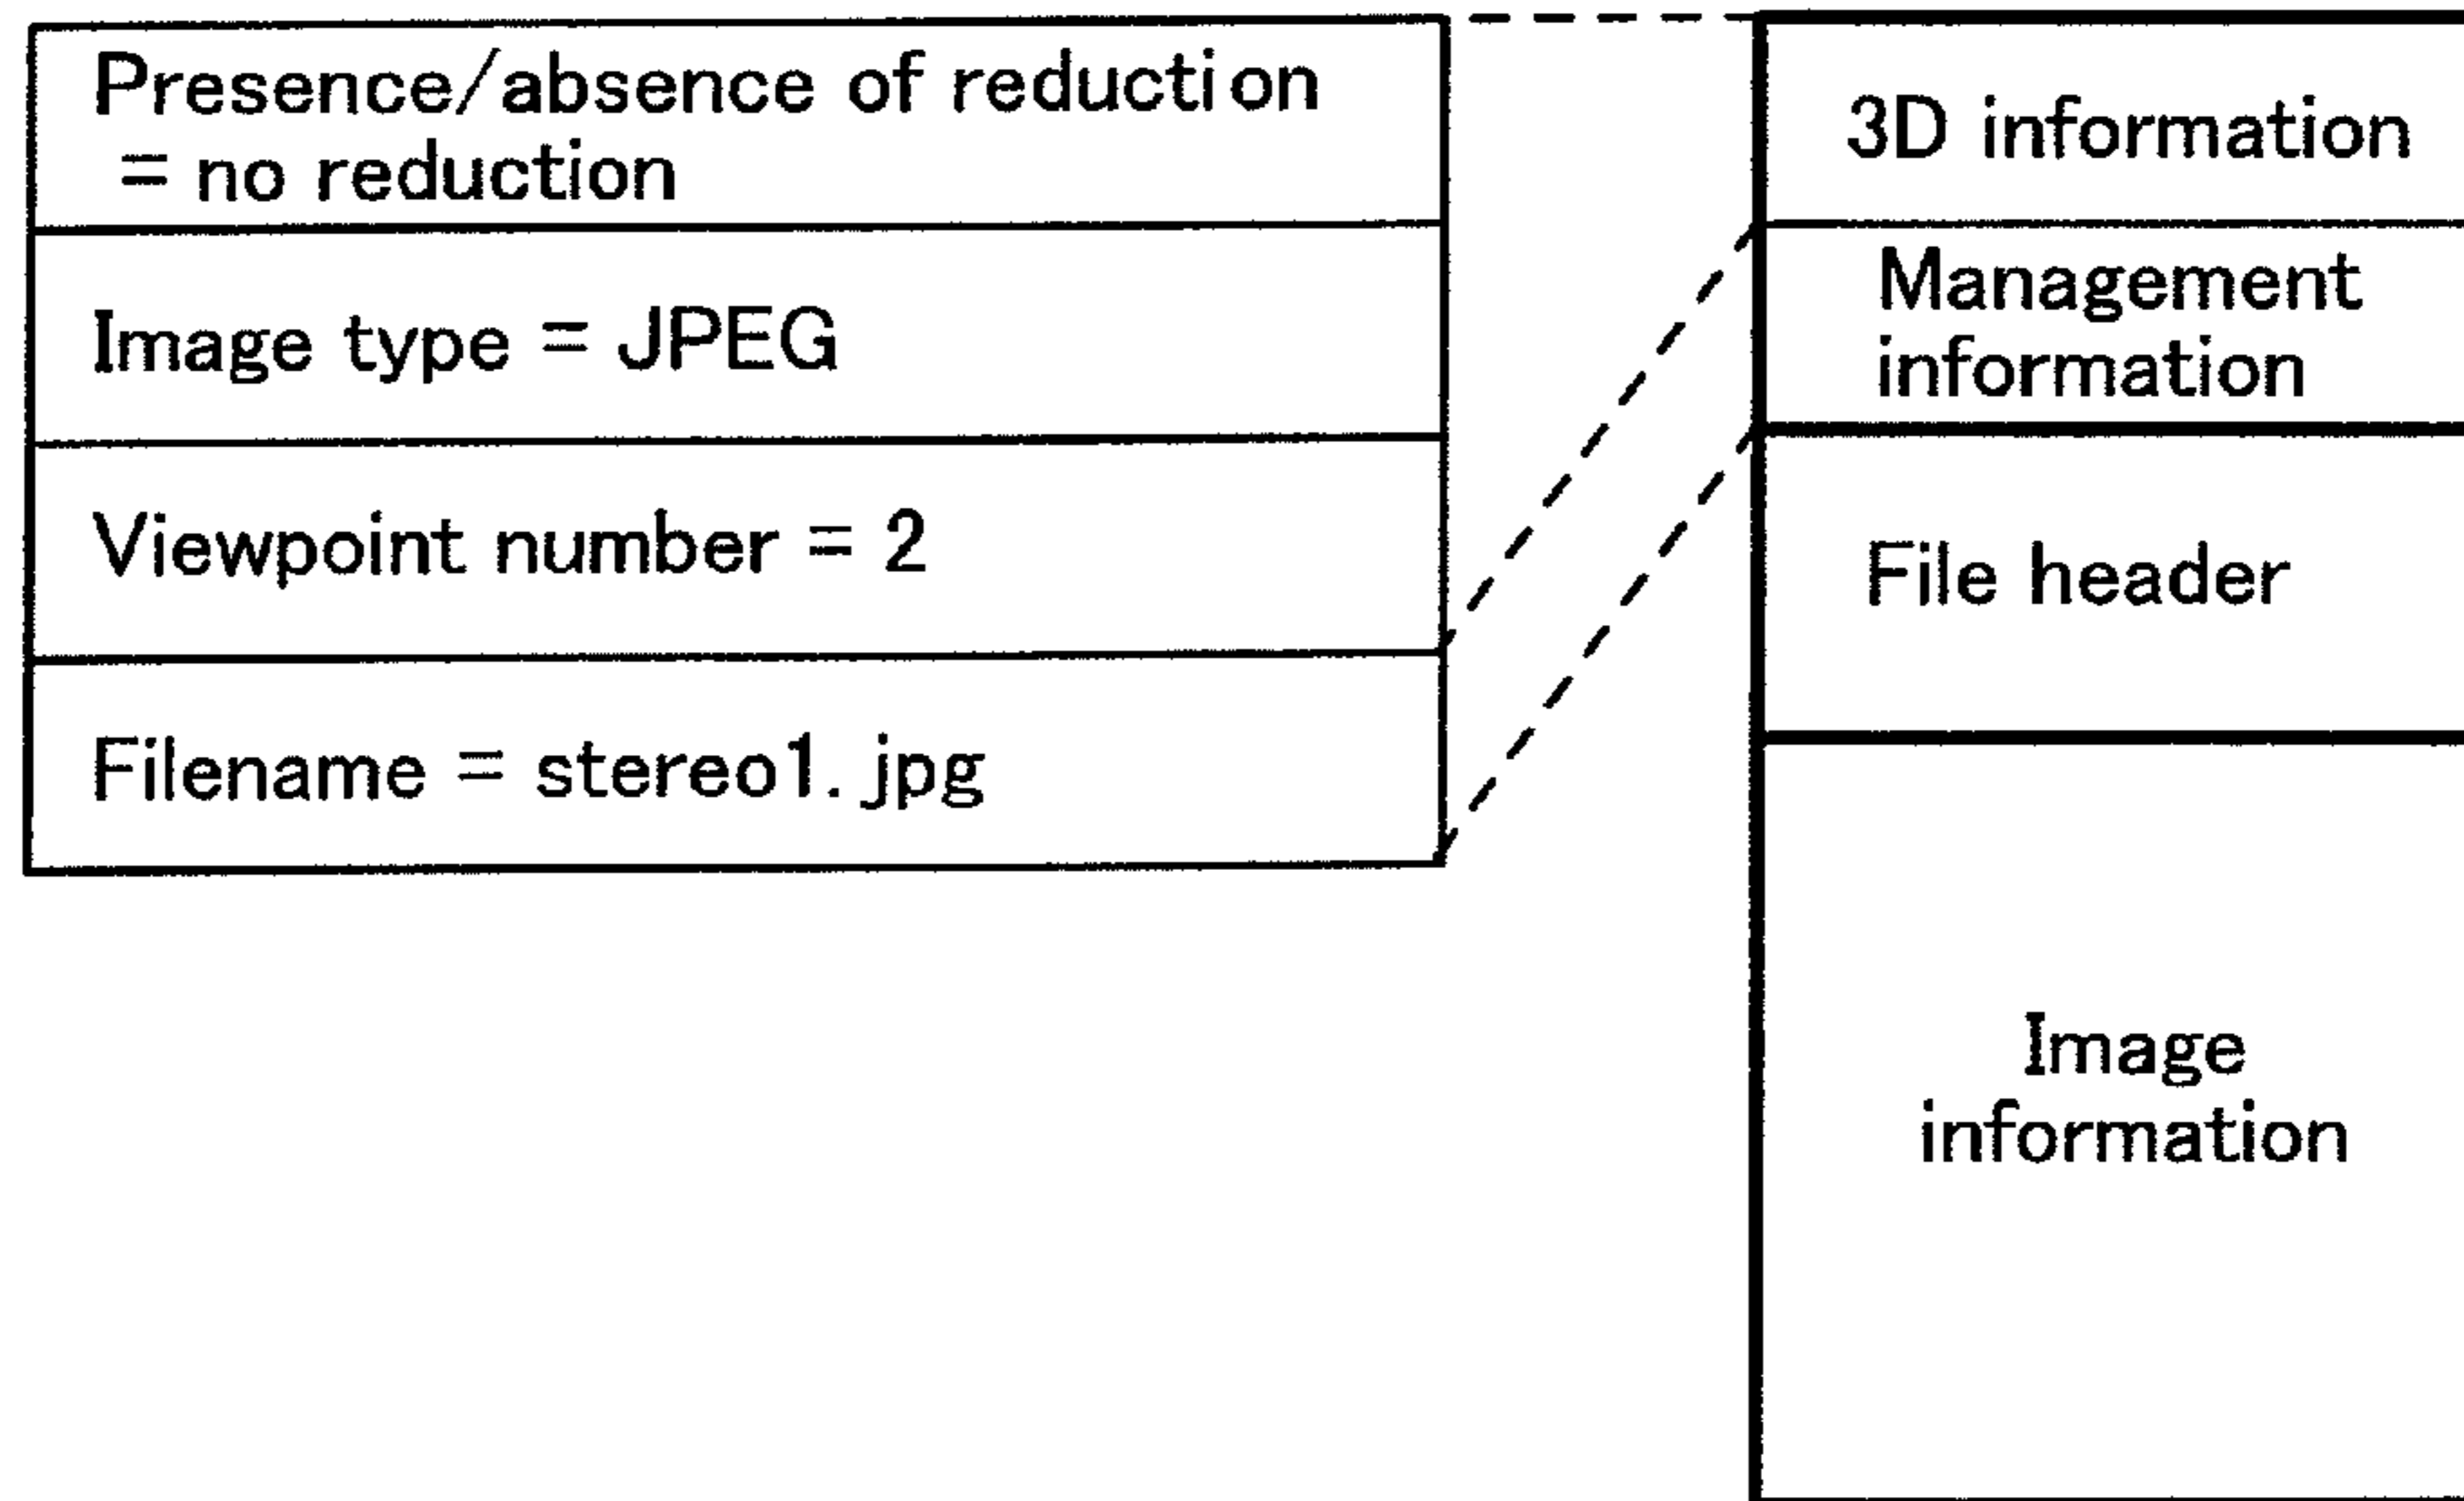 Presence/absence of reduction
= no reduction
Image type = JPEG
Viewpoint number = 2
Filename = stereo1.jpg
3D information
Management
information
File header
Image
information